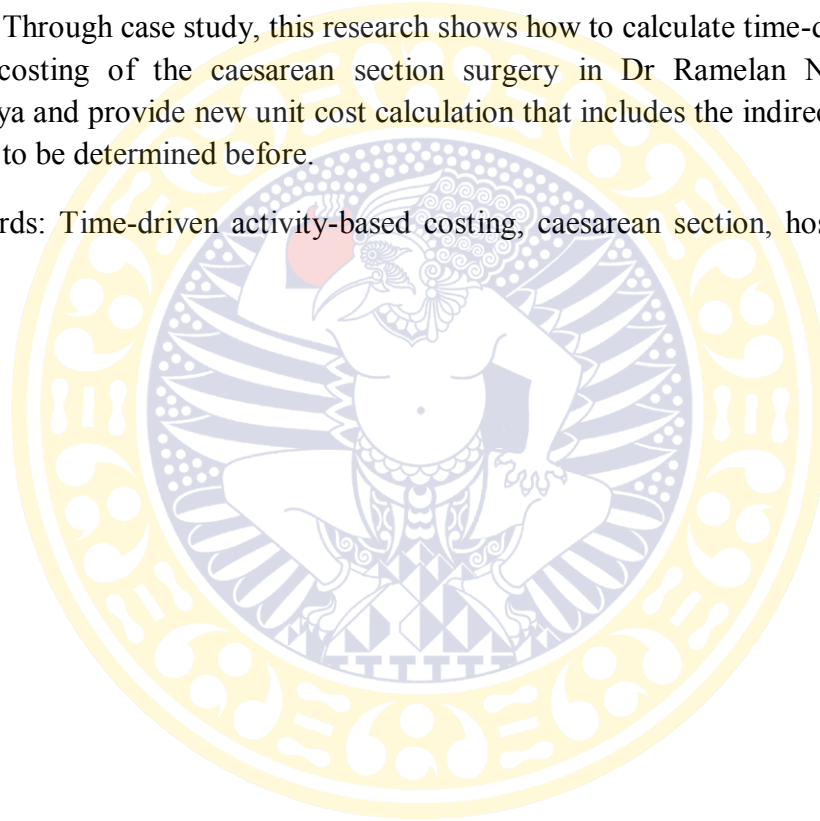 Through case study, this research shows how to calculate time-d
costing of the caesarean section surgery in Dr Ramelan N
ya and provide new unit cost calculation that includes the indirec
to be determined before.
rds: Time-driven activity-based costing, caesarean section, hos